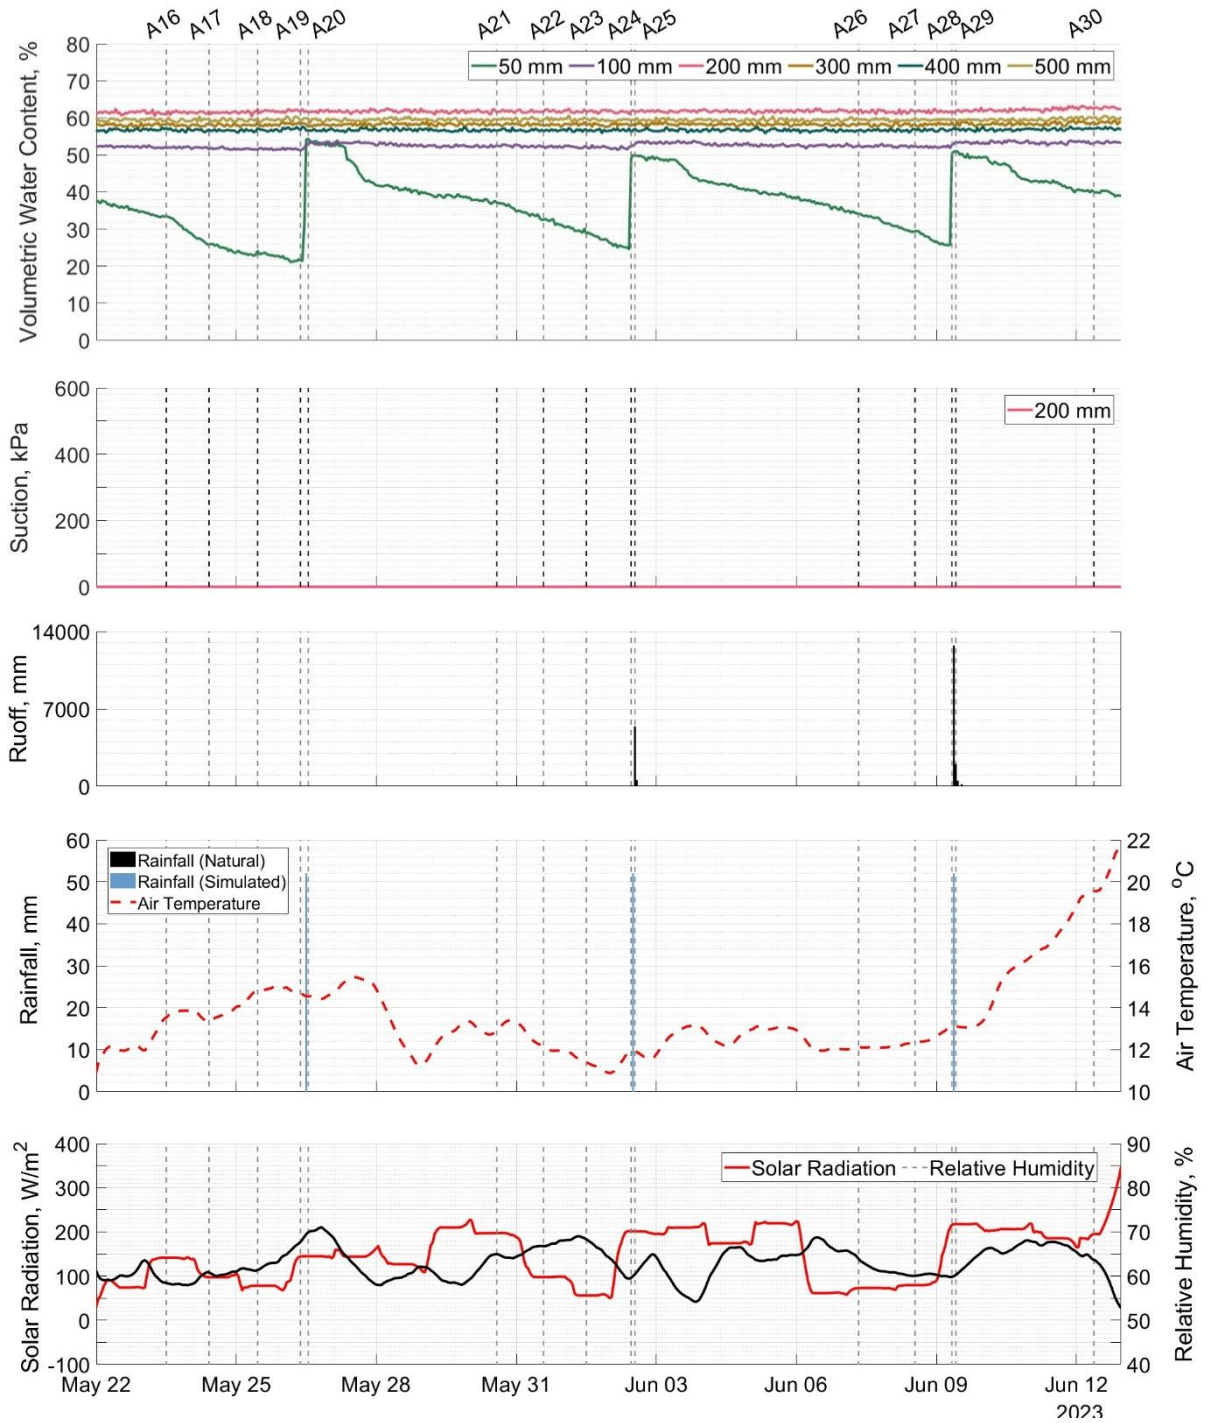 A16 A17 A18 A19 A20 A21 A22 A23 A24 A25 A26 A27 A28 A29 A30
Volumetric Water Content, %
80
70
60
50
40
30
20
10
0
50 mm 100 mm 200 mm 300 mm 400 mm 500 mm
Suction, kPa
600
400
200
0
200 mm
Ruoff, mm
14000
7000
0
Rainfall, mm
60
50
40
30
20
10
0
Rainfall (Natural)
Rainfall (Simulated)
Air Temperature
22
20
18
16
14
12
10
Air Temperature, °C
Solar Radiation, W/m²
400
300
200
100
0
-100
Solar Radiation Relative Humidity
90
80
70
60
50
40
Relative Humidity, %
May 22 May 25 May 28 May 31 Jun 03 Jun 06 Jun 09 Jun 12
2023